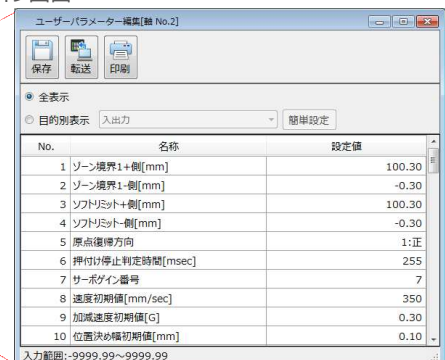 ユーザーパラメーター編集[軸 No.2]
保存 転送 印刷
全表示
目的別表示 入出力 簡単設定
No. 名称 設定値
1 ゾーン境界1+側[mm] 100.30
2 ゾーン境界1-側[mm] -0.30
3 ソフトリミット+側[mm] 100.30
4 ソフトリミット-側[mm] -0.30
5 原点復帰方向 1:正
6 押付け停止判定時間[msec] 255
7 サーボゲイン番号 7
8 速度初期値[mm/sec] 350
9 加減速度初期値[G] 0.30
10 位置決め幅初期値[mm] 0.10
入力範囲:-9999.99～9999.99